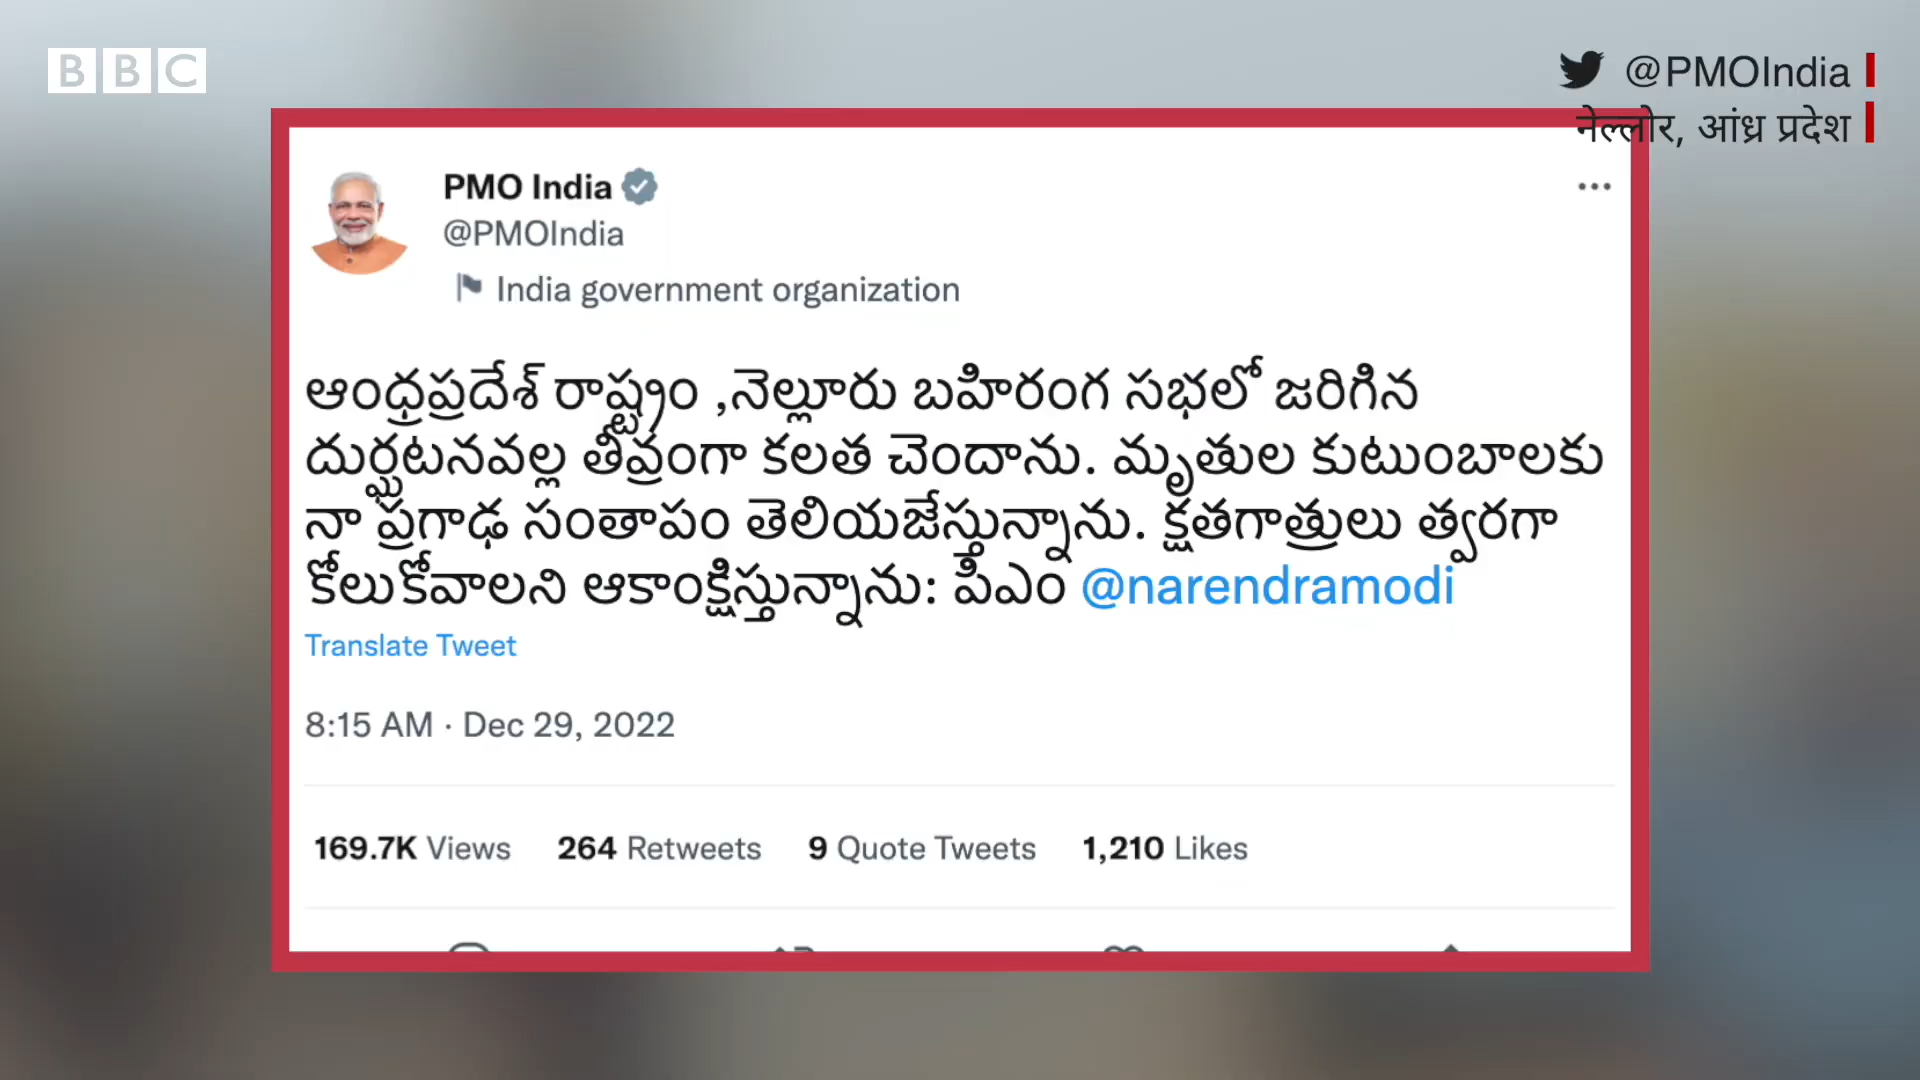 BBC
@PMOIndia
नेल्लोर, आंध्र प्रदेश
PMO India
@PMOIndia
India government organization
ఆంధ్రప్రదేశ్ రాష్ట్రం ,నెల్లూరు బహిరంగ సభలో జరిగిన
దుర్ఘటనవల్ల తీవ్రంగా కలత చెందాను. మృతుల కుటుంబాలకు
నా ప్రగాఢ సంతాపం తెలియజేస్తున్నాను. క్షతగాత్రులు త్వరగా
కోలుకోవాలని ఆకాంక్షిస్తున్నాను: పిఎం @narendramodi
Translate Tweet
8:15 AM · Dec 29, 2022
169.7K Views 264 Retweets 9 Quote Tweets 1,210 Likes